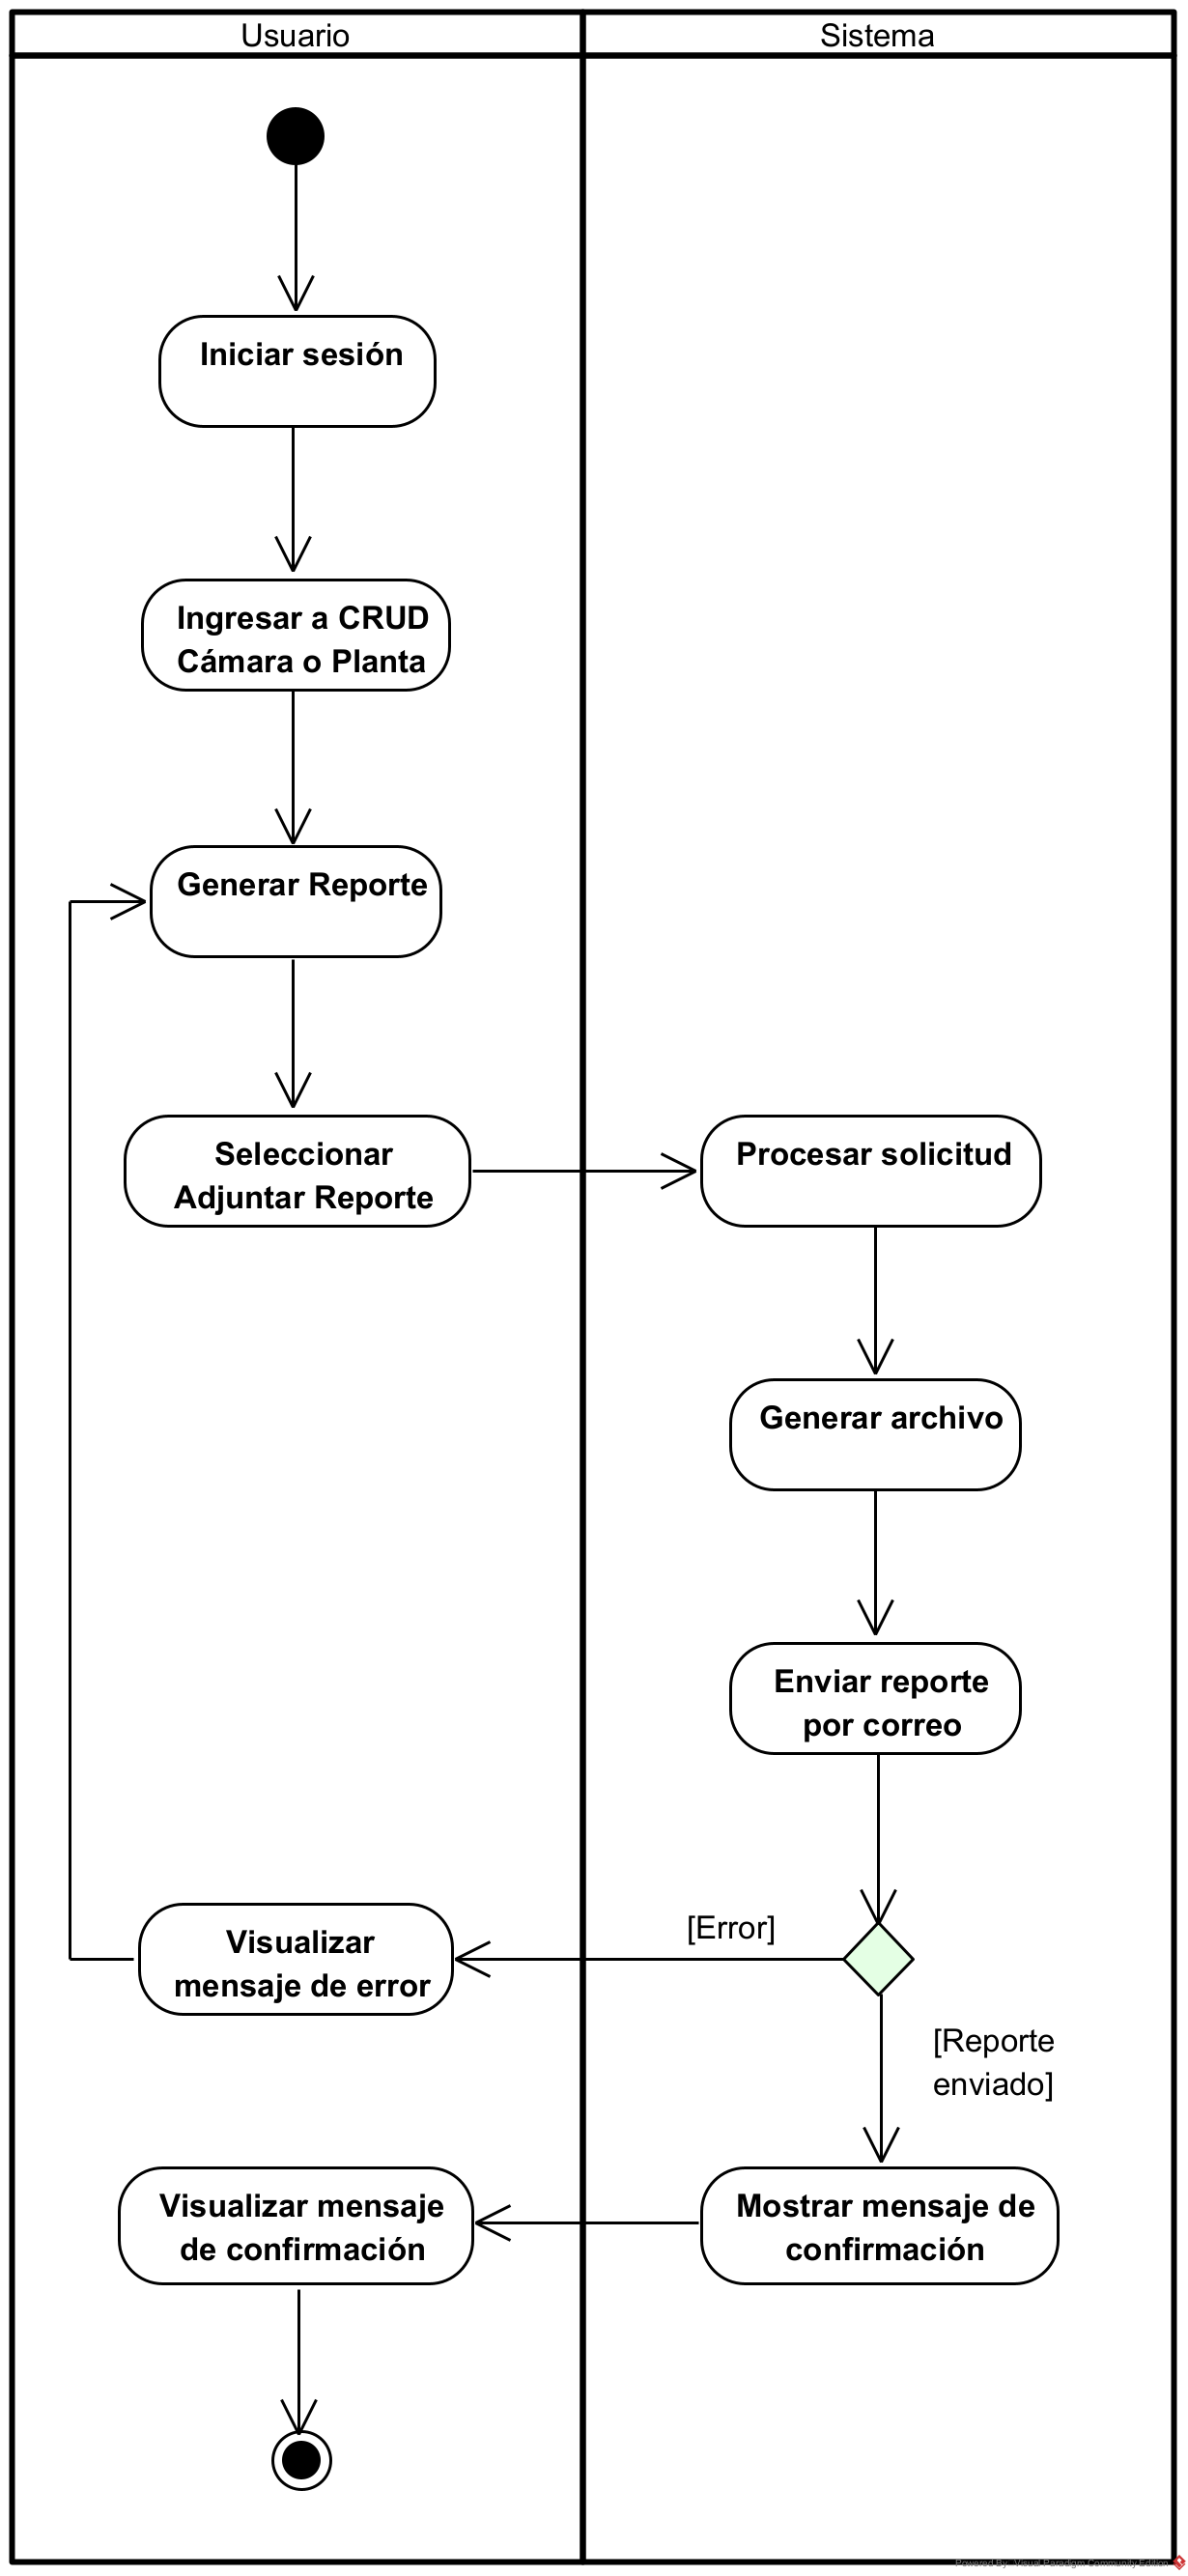 Usuario
Sistema
Iniciar sesión
Ingresar a CRUD
Cámara o Planta
Generar Reporte
Seleccionar
Adjuntar Reporte
Procesar solicitud
Generar archivo
Enviar reporte
por correo
[Error]
Visualizar
mensaje de error
[Reporte
enviado]
Visualizar mensaje
de confirmación
Mostrar mensaje de
confirmación
Powered By: Visual Paradigm Community Edition